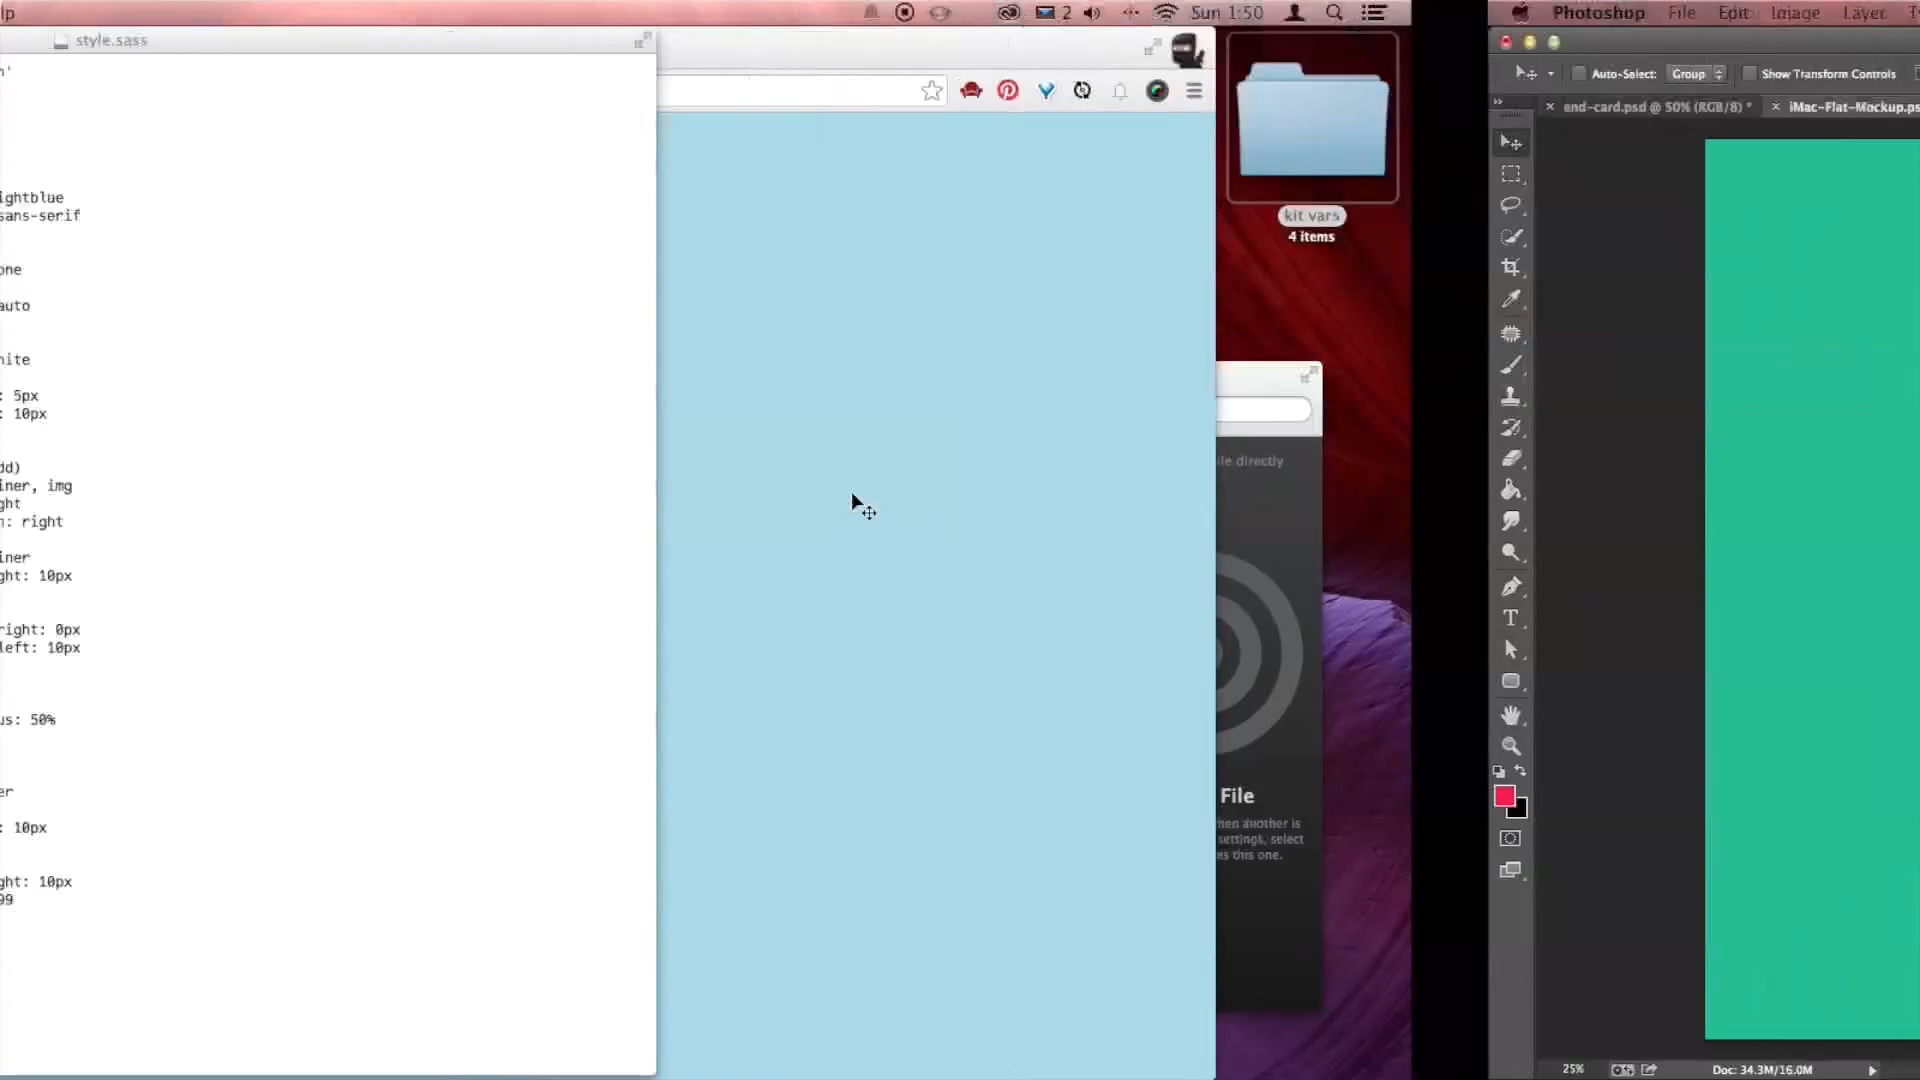 lp
2
Sun 1:50
Photoshop File Edit Image Layer
style.sass
Auto-Select: Group Show Transform Controls
end-card.psd @ 50% (RGB/8) *
iMac-Flat-Mockup.ps
ightblue
sans-serif
kit vars
4 items
one
auto
: 5px
: 10px
dd)
iner, img
ght
: right
iner
ght: 10px
right: 0px
left: 10px
us: 50%
er
: 10px
ght: 10px
99
ile directly
File
hen another is
settings, select
es this one.
25%
Doc: 34.3M/16.0M